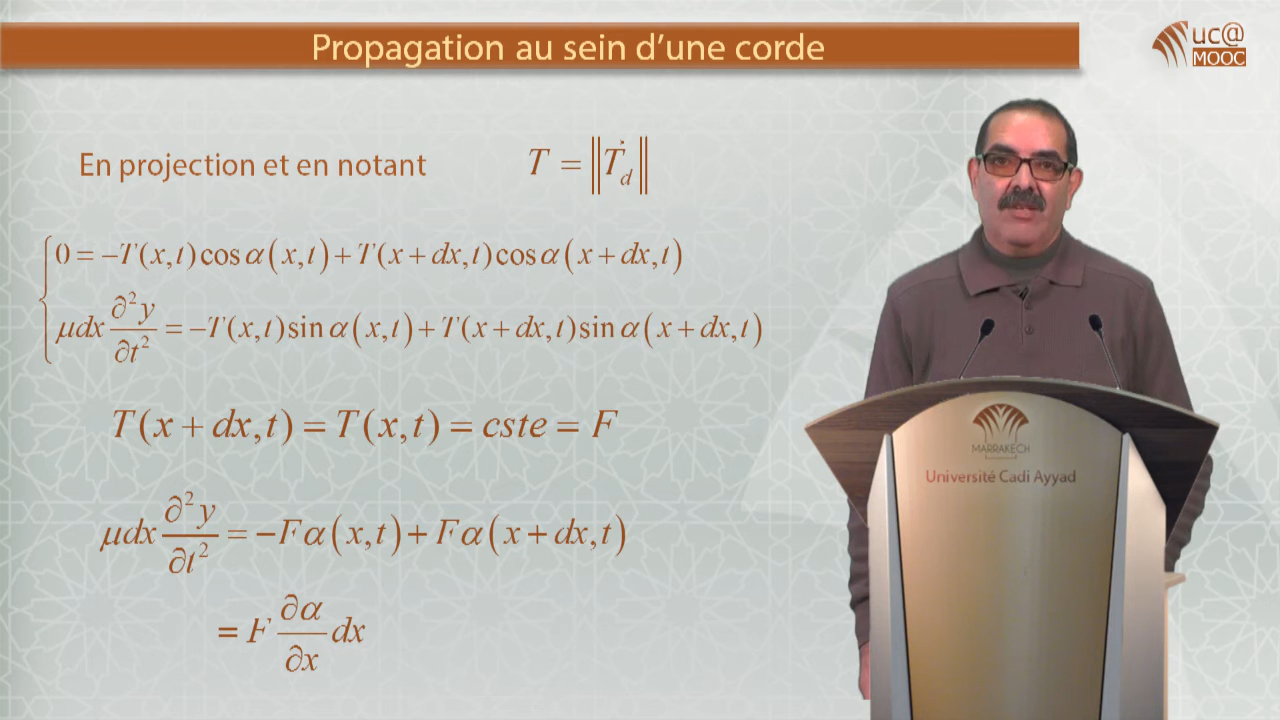 Propagation au sein d’une corde
uc@
MOOC
En projection et en notant T = ‖T⃗_d‖
0 = −T(x,t)cos α(x,t) + T(x + dx,t)cos α(x + dx,t)
μdx ∂²y/∂t² = −T(x,t)sin α(x,t) + T(x + dx,t)sin α(x + dx,t)
T(x + dx,t) = T(x,t) = cste = F
μdx ∂²y/∂t² = −Fα(x,t) + Fα(x + dx,t)
= F ∂α/∂x dx
MARRAKECH
Université Cadi Ayyad